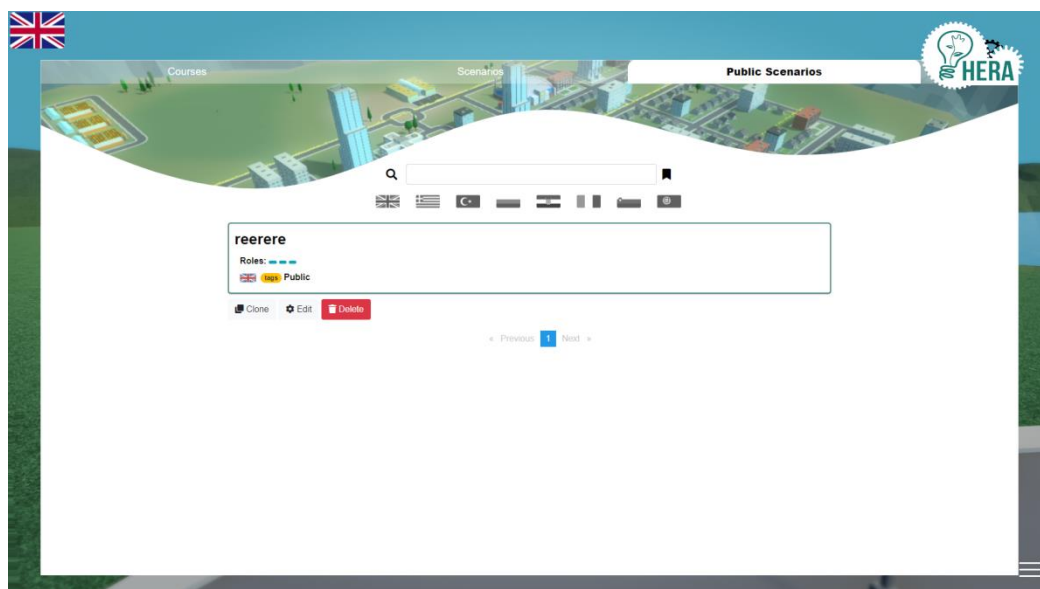 HERA
Courses Scenarios Public Scenarios
reerere
Roles:
tags Public
Clone Edit Delete
« Previous 1 Next »